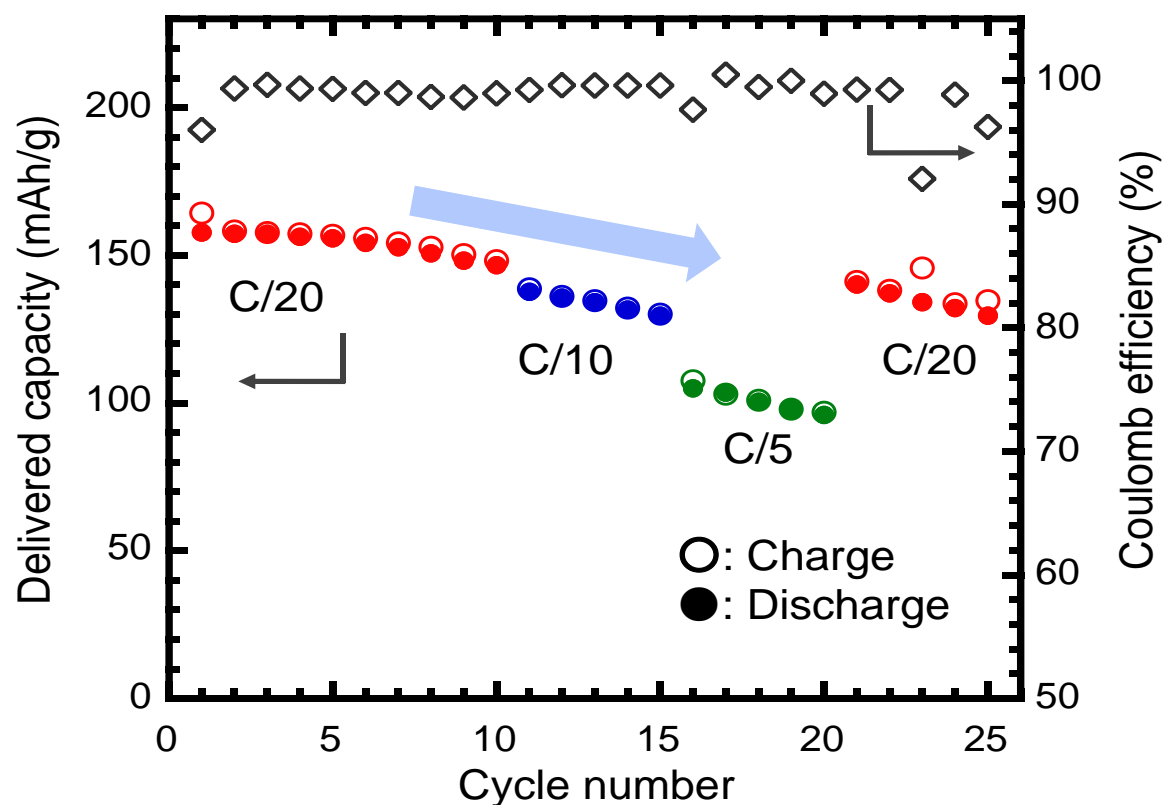 200
150
100
50
0
0
5
10
15
20
25
100
90
80
70
60
50
Delivered capacity (mAh/g)
Coulomb efficiency (%)
Cycle number
C/20
C/10
C/5
C/20
: Charge
: Discharge